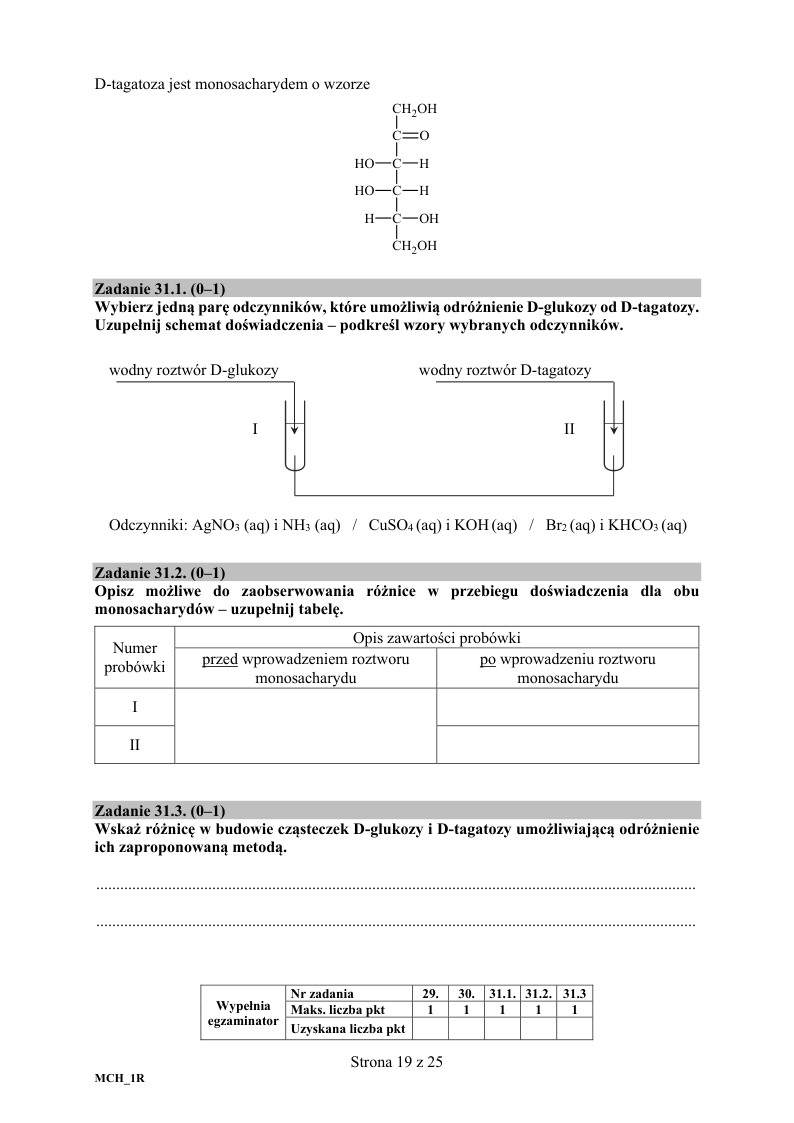 D-tagatoza jest monosacharydem o wzorze
CH2OH
C=O
HO—C—H
HO—C—H
H—C—OH
CH2OH
Zadanie 31.1. (0–1)
Wybierz jedną parę odczynników, które umożliwią odróżnienie D-glukozy od D-tagatozy.
Uzupełnij schemat doświadczenia – podkreśl wzory wybranych odczynników.
wodny roztwór D-glukozy
wodny roztwór D-tagatozy
I
II
Odczynniki: AgNO3 (aq) i NH3 (aq) / CuSO4 (aq) i KOH (aq) / Br2 (aq) i KHCO3 (aq)
Zadanie 31.2. (0–1)
Opisz możliwe do zaobserwowania różnice w przebiegu doświadczenia dla obu
monosacharydów – uzupełnij tabelę.
Numer
probówki
Opis zawartości probówki
przed wprowadzeniem roztworu
monosacharydu
po wprowadzeniu roztworu
monosacharydu
I
II
Zadanie 31.3. (0–1)
Wskaż różnicę w budowie cząsteczek D-glukozy i D-tagatozy umożliwiającą odróżnienie
ich zaproponowaną metodą.
Wypełnia
egzaminator
Nr zadania 29. 30. 31.1. 31.2. 31.3
Maks. liczba pkt 1 1 1 1 1
Uzyskana liczba pkt
Strona 19 z 25
MCH_1R